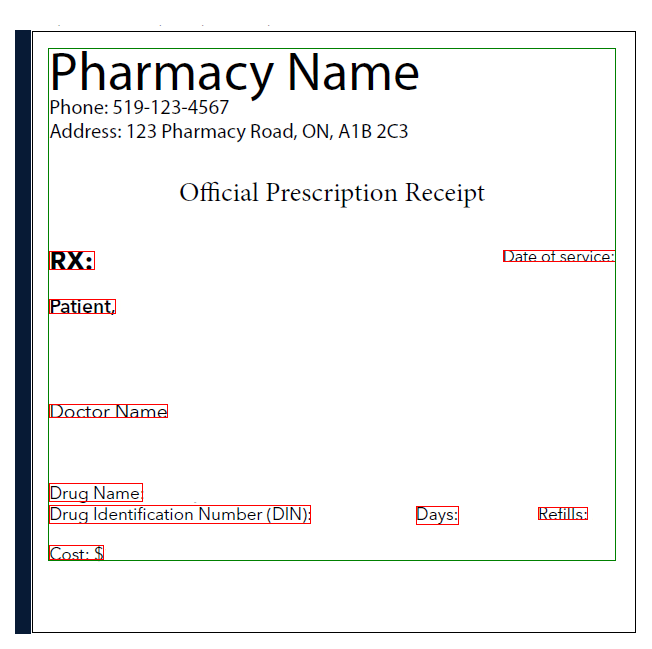 Pharmacy Name
Phone: 519-123-4567
Address: 123 Pharmacy Road, ON, A1B 2C3
Official Prescription Receipt
RX: Date of service:
Patient,
Doctor Name
Drug Name:
Drug Identification Number (DIN): Days: Refills:
Cost: $